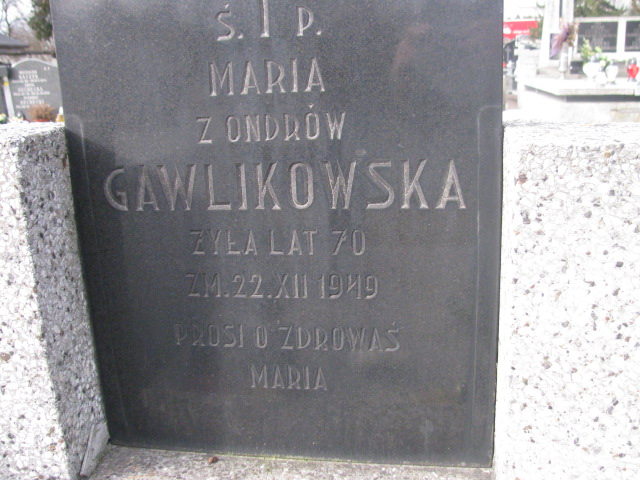 Ś. † P.
MARIA
Z ONDRÓW
GAWLIKOWSKA
ŻYŁA LAT 70
ZM. 22.XII 1949
PROSI O ZDROWAŚ
MARIA